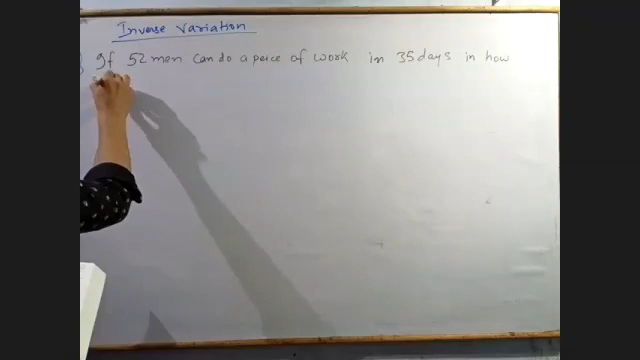 Inverse Variation
If 52 men can do a peice of work in 35 days in how